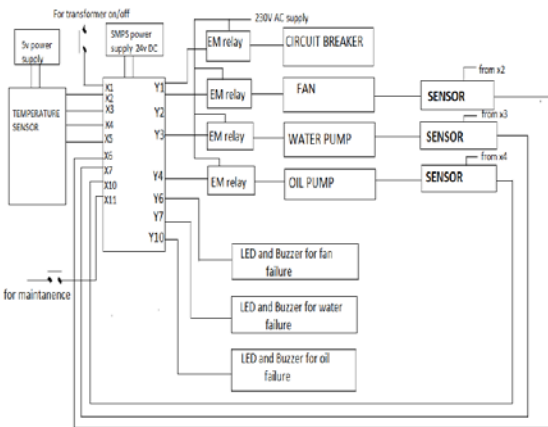 For transformer on/off
5v power
supply
SMPS power
supply 24v DC
230V AC supply
EM relay
CIRCUIT BREAKER
TEMPERATURE
SENSOR
X1
X2
X3
X4
X5
X6
X7
X10
X11
Y1
Y2
Y3
Y4
Y6
Y7
Y10
EM relay
FAN
from x2
SENSOR
EM relay
WATER PUMP
from x3
SENSOR
EM relay
OIL PUMP
from x4
SENSOR
LED and Buzzer for fan
failure
for maintanence
LED and Buzzer for water
failure
LED and Buzzer for oil
failure